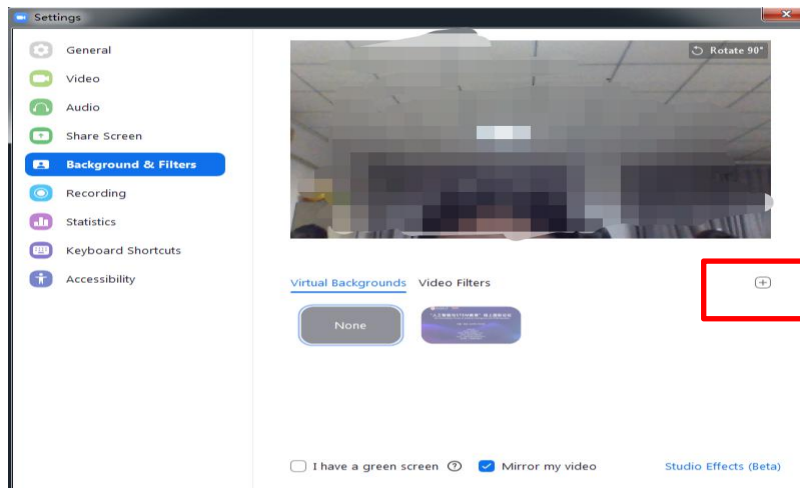 Settings
General
Video
Audio
Share Screen
Background & Filters
Recording
Statistics
Keyboard Shortcuts
Accessibility
Rotate 90°
Virtual Backgrounds Video Filters
None
I have a green screen
Mirror my video
Studio Effects (Beta)